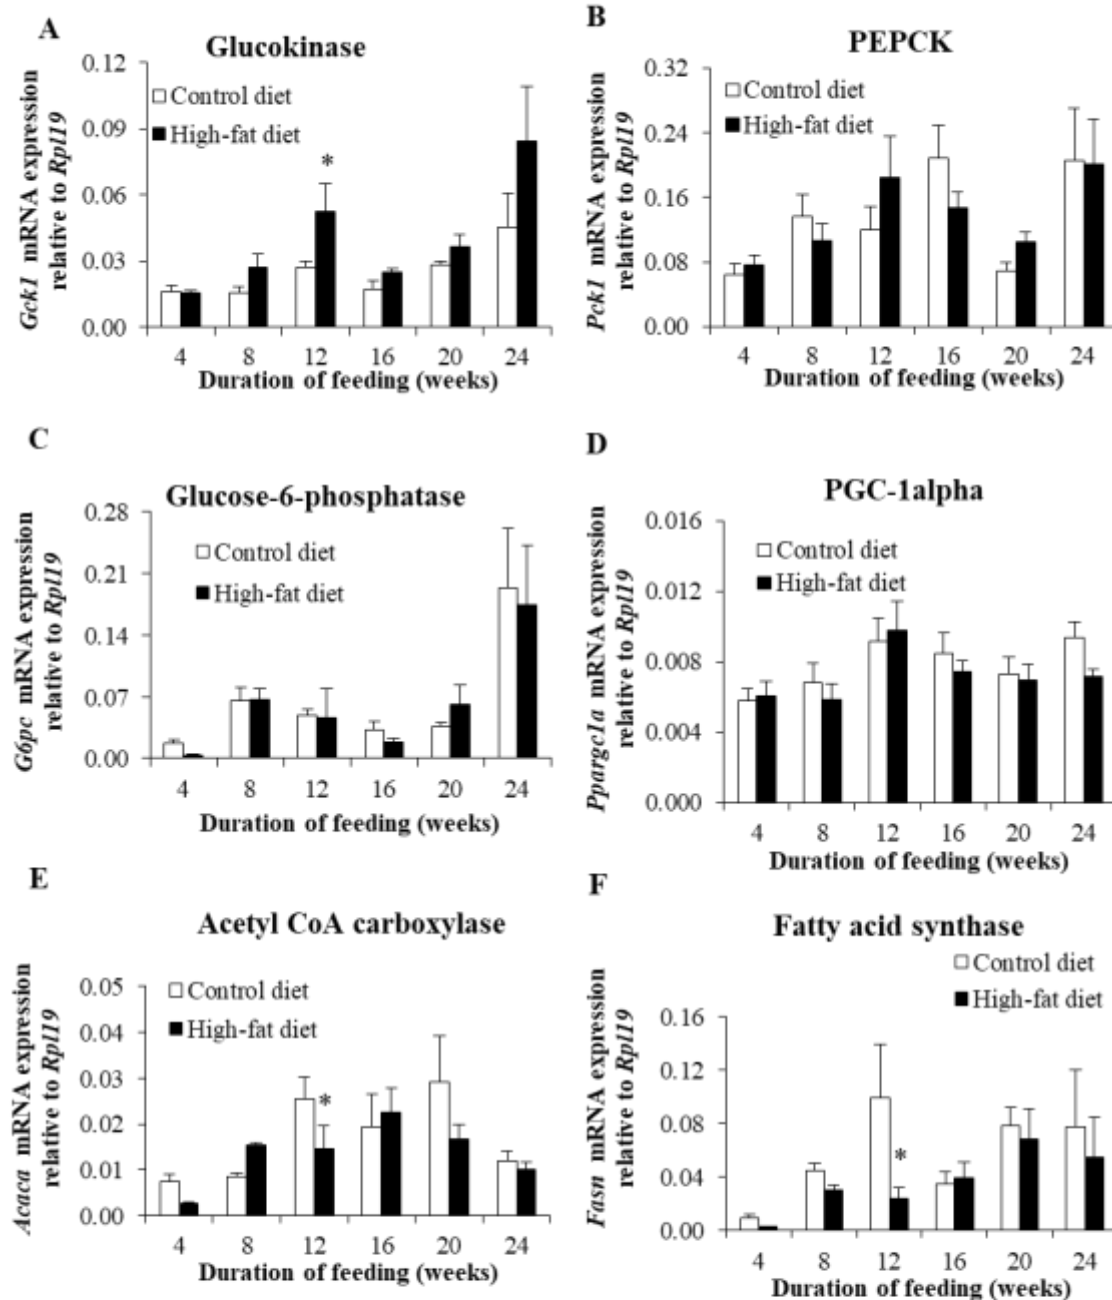 A
Glucokinase
Gck1 mRNA expression
relative to Rpl19
0.12
0.09
0.06
0.03
0.00
Control diet
High-fat diet
*
4 8 12 16 20 24
Duration of feeding (weeks)
B
PEPCK
Pck1 mRNA expression
relative to Rpl19
0.32
0.24
0.16
0.08
0.00
Control diet
High-fat diet
4 8 12 16 20 24
Duration of feeding (weeks)
C
Glucose-6-phosphatase
G6pc mRNA expression
relative to Rpl19
0.28
0.21
0.14
0.07
0.00
Control diet
High-fat diet
4 8 12 16 20 24
Duration of feeding (weeks)
D
PGC-1alpha
Ppargc1a mRNA expression
relative to Rpl19
0.016
0.012
0.008
0.004
0.000
Control diet
High-fat diet
4 8 12 16 20 24
Duration of feeding (weeks)
E
Acetyl CoA carboxylase
Acaca mRNA expression
relative to Rpl19
0.05
0.04
0.03
0.02
0.01
0.00
Control diet
High-fat diet
*
4 8 12 16 20 24
Duration of feeding (weeks)
F
Fatty acid synthase
Fasn mRNA expression
relative to Rpl19
Control diet
High-fat diet
0.16
0.12
0.08
0.04
0.00
*
4 8 12 16 20 24
Duration of feeding (weeks)